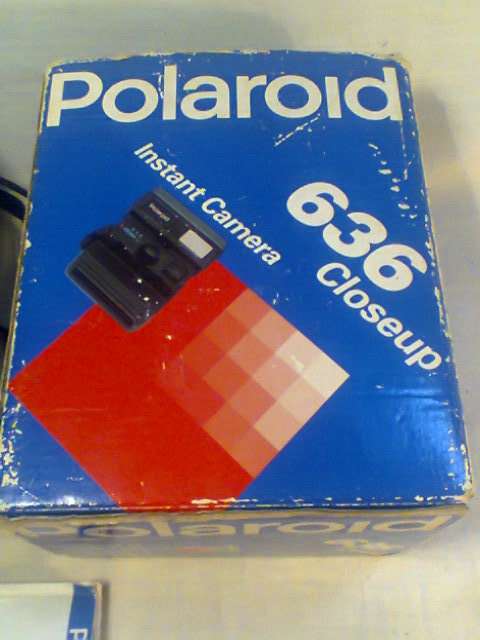 Polaroid
Instant Camera
636
Closeup
Polaroid
P